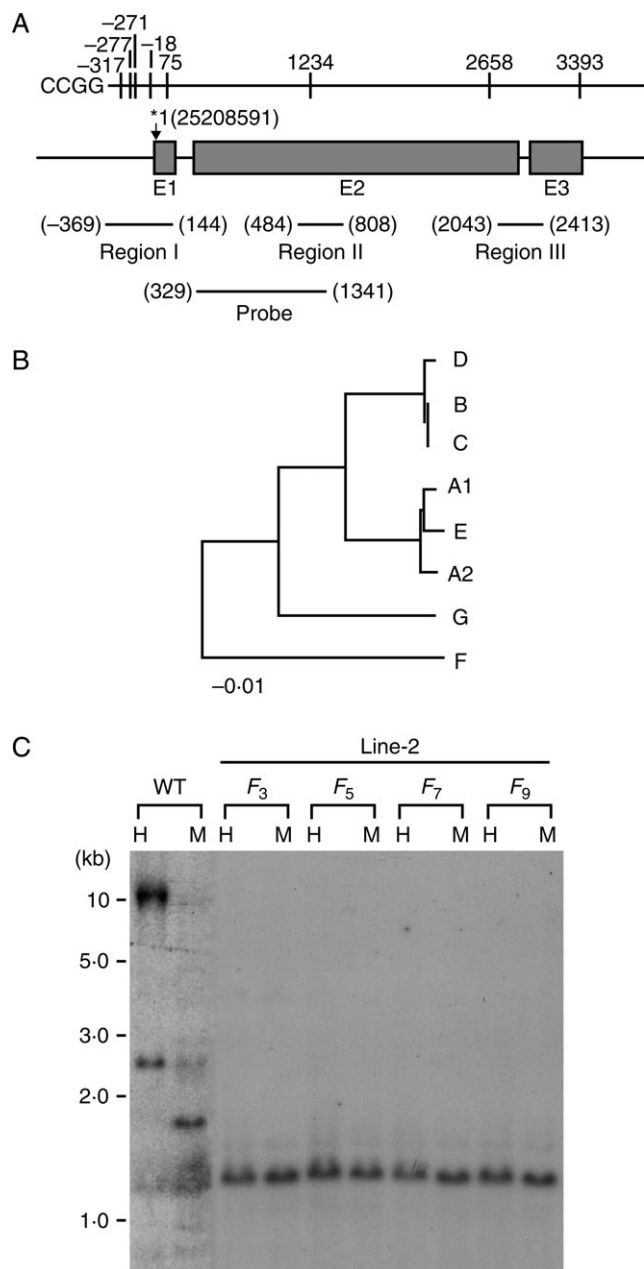 A
–271
–277
–18
–317
75
1234
2658
3393
CCGG
*1(25208591)
E1
E2
E3
(–369)
(144)
(484)
(808)
(2043)
(2413)
Region I
Region II
Region III
(329)
(1341)
Probe
B
D
B
C
A1
E
A2
G
F
–0·01
C
Line-2
WT
F3
F5
F7
F9
H M H M H M H M H M
(kb)
10
5·0
3·0
2·0
1·0